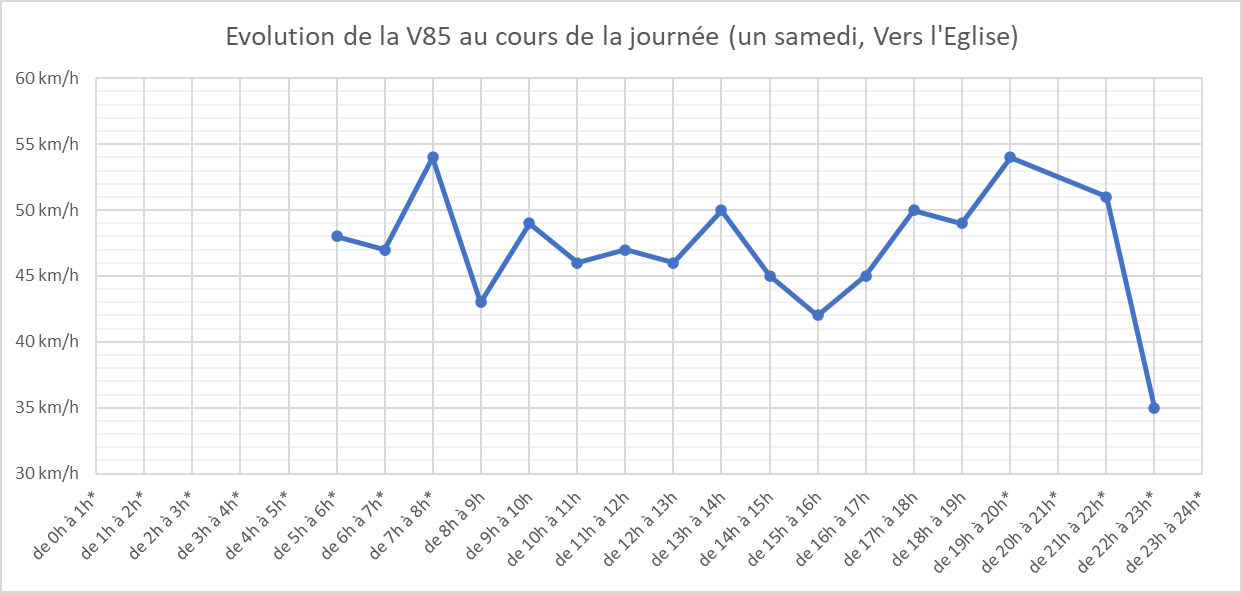 Evolution de la V85 au cours de la journée (un samedi, Vers l'Eglise)
60 km/h
55 km/h
50 km/h
45 km/h
40 km/h
35 km/h
30 km/h
de 0h à 1h*
de 1h à 2h*
de 2h à 3h*
de 3h à 4h*
de 4h à 5h*
de 5h à 6h*
de 6h à 7h*
de 7h à 8h*
de 8h à 9h
de 9h à 10h
de 10h à 11h
de 11h à 12h
de 12h à 13h
de 13h à 14h
de 14h à 15h
de 15h à 16h
de 16h à 17h
de 17h à 18h
de 18h à 19h
de 19h à 20h*
de 20h à 21h*
de 21h à 22h*
de 22h à 23h*
de 23h à 24h*